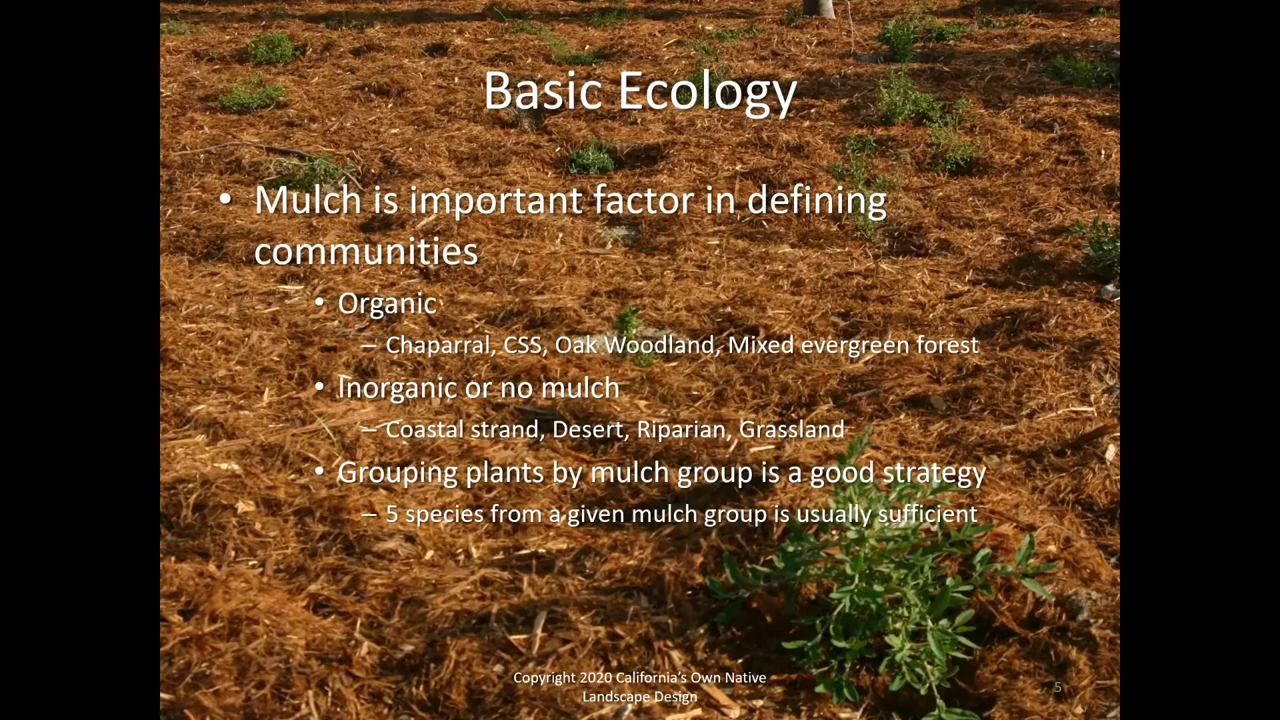 Basic Ecology
• Mulch is important factor in defining
communities
• Organic
– Chaparral, CSS, Oak Woodland, Mixed evergreen forest
• Inorganic or no mulch
– Coastal strand, Desert, Riparian, Grassland
• Grouping plants by mulch group is a good strategy
– 5 species from a given mulch group is usually sufficient
Copyright 2020 California's Own Native
Landscape Design
5